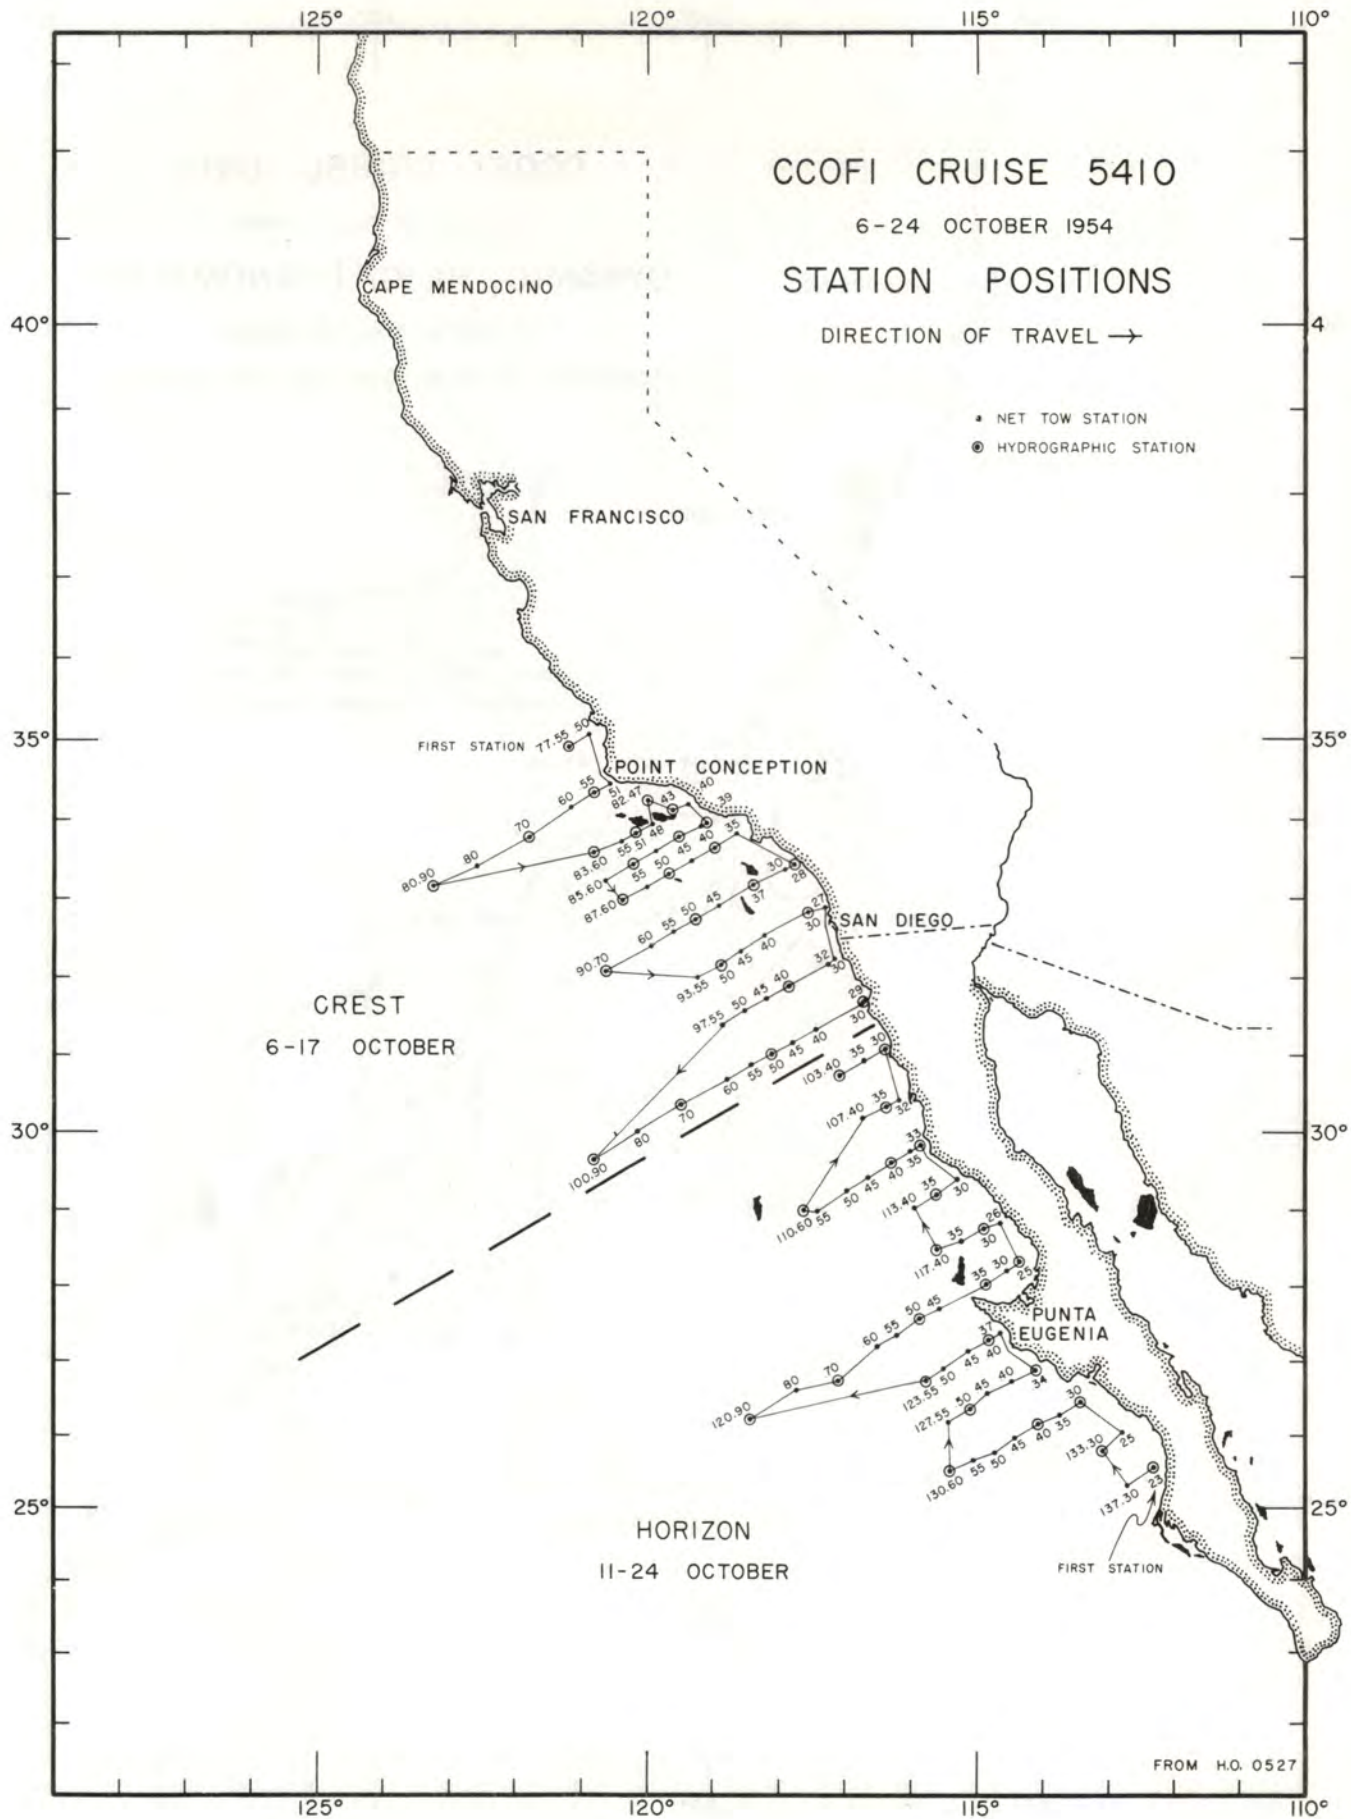 125° 120° 115° 110°
CCOFI CRUISE 5410
6-24 OCTOBER 1954
STATION POSITIONS
DIRECTION OF TRAVEL →
NET TOW STATION
HYDROGRAPHIC STATION
CAPE MENDOCINO
40° 4
SAN FRANCISCO
35° 35°
FIRST STATION 77.55 50
POINT CONCEPTION
80.90 80 70 60 55 51
82.47 43 40 39
83.60 55 51 48
85.60 55 50 45 40 35
87.60
90.70 60 55 50 45 37 30 28
SAN DIEGO
93.55 50 45 40 30 27
97.55 50 45 40 32 30
CREST
6-17 OCTOBER
100.90 80 70 60 55 50 45 40 30 29
103.40 35 30
30° 30°
107.40 35 32
110.60 55 50 45 40 35 33
113.40 35 30
117.40 35 30 26
120.90 80 70 60 55 50 45 35 30 25
PUNTA
EUGENIA
123.55 50 45 40 37
127.55 50 45 40 34
130.60 55 50 45 40 35 30
133.30 25
137.30 23
25° 25°
HORIZON
11-24 OCTOBER
FIRST STATION
FROM H.O. 0527
125° 120° 115° 110°